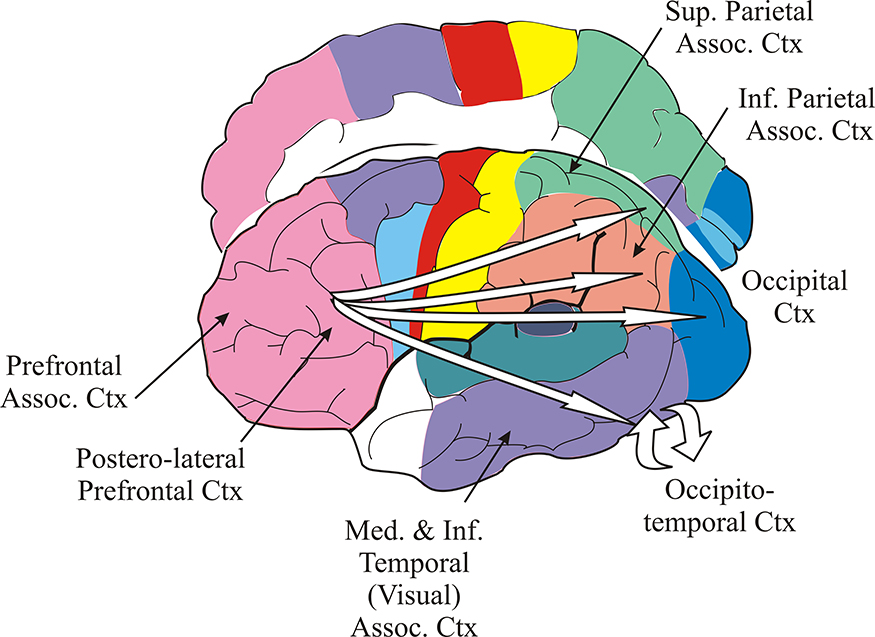 Sup. Parietal
Assoc. Ctx
Inf. Parietal
Assoc. Ctx
Occipital
Ctx
Prefrontal
Assoc. Ctx
Postero-lateral
Prefrontal Ctx
Occipito-
temporal Ctx
Med. & Inf.
Temporal
(Visual)
Assoc. Ctx